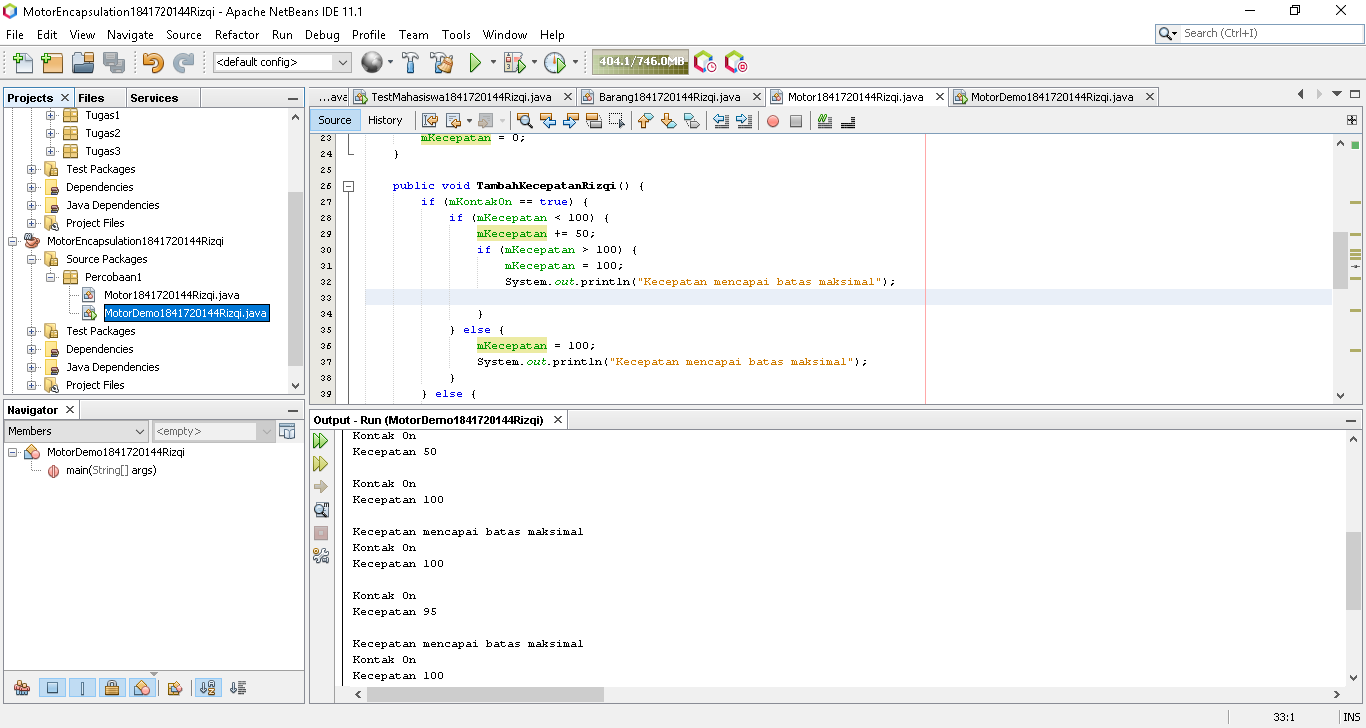 MotorEncapsulation1841720144Rizqi - Apache NetBeans IDE 11.1
File Edit View Navigate Source Refactor Run Debug Profile Team Tools Window Help
Search (Ctrl+I)
<default config>
404.1/746.0MB
Projects Files Services
Tugas1
Tugas2
Tugas3
Test Packages
Dependencies
Java Dependencies
Project Files
MotorEncapsulation1841720144Rizqi
Source Packages
Percobaan1
Motor1841720144Rizqi.java
MotorDemo1841720144Rizqi.java
Test Packages
Dependencies
Java Dependencies
Project Files
Navigator
Members
<empty>
MotorDemo1841720144Rizqi
main(String[] args)
...ava TestMahasiswa1841720144Rizqi.java Barang1841720144Rizqi.java Motor1841720144Rizqi.java MotorDemo1841720144Rizqi.java
Source History
23 mKecepatan = 0;
24 }
25
26 public void TambahKecepatanRizqi() {
27 if (mKontakOn == true) {
28 if (mKecepatan < 100) {
29 mKecepatan += 50;
30 if (mKecepatan > 100) {
31 mKecepatan = 100;
32 System.out.println("Kecepatan mencapai batas maksimal");
33
34 }
35 } else {
36 mKecepatan = 100;
37 System.out.println("Kecepatan mencapai batas maksimal");
38 }
39 } else {
Output - Run (MotorDemo1841720144Rizqi)
Kontak On
Kecepatan 50
Kontak On
Kecepatan 100
Kecepatan mencapai batas maksimal
Kontak On
Kecepatan 100
Kontak On
Kecepatan 95
Kecepatan mencapai batas maksimal
Kontak On
Kecepatan 100
33:1 INS